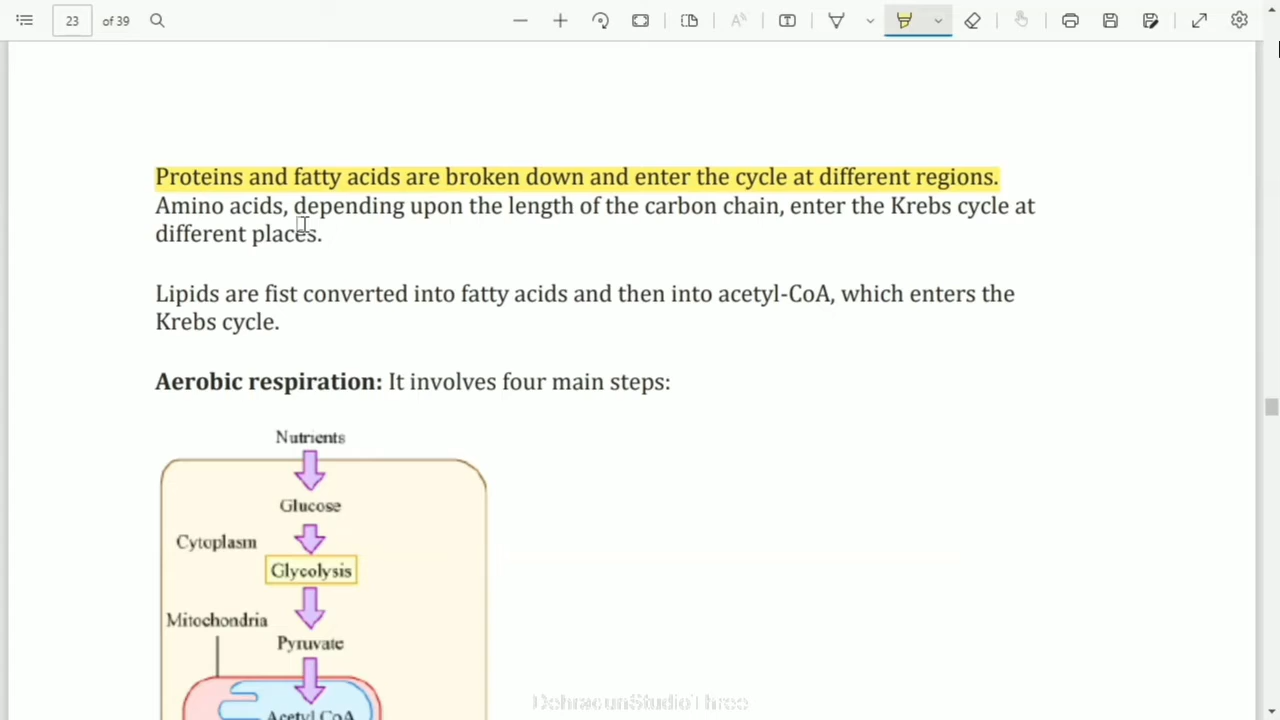 23 of 39
Proteins and fatty acids are broken down and enter the cycle at different regions.
Amino acids, depending upon the length of the carbon chain, enter the Krebs cycle at
different places.
Lipids are fist converted into fatty acids and then into acetyl-CoA, which enters the
Krebs cycle.
Aerobic respiration: It involves four main steps:
Nutrients
Glucose
Cytoplasm
Glycolysis
Mitochondria
Pyruvate
Acetyl CoA
DehradunStudioThree